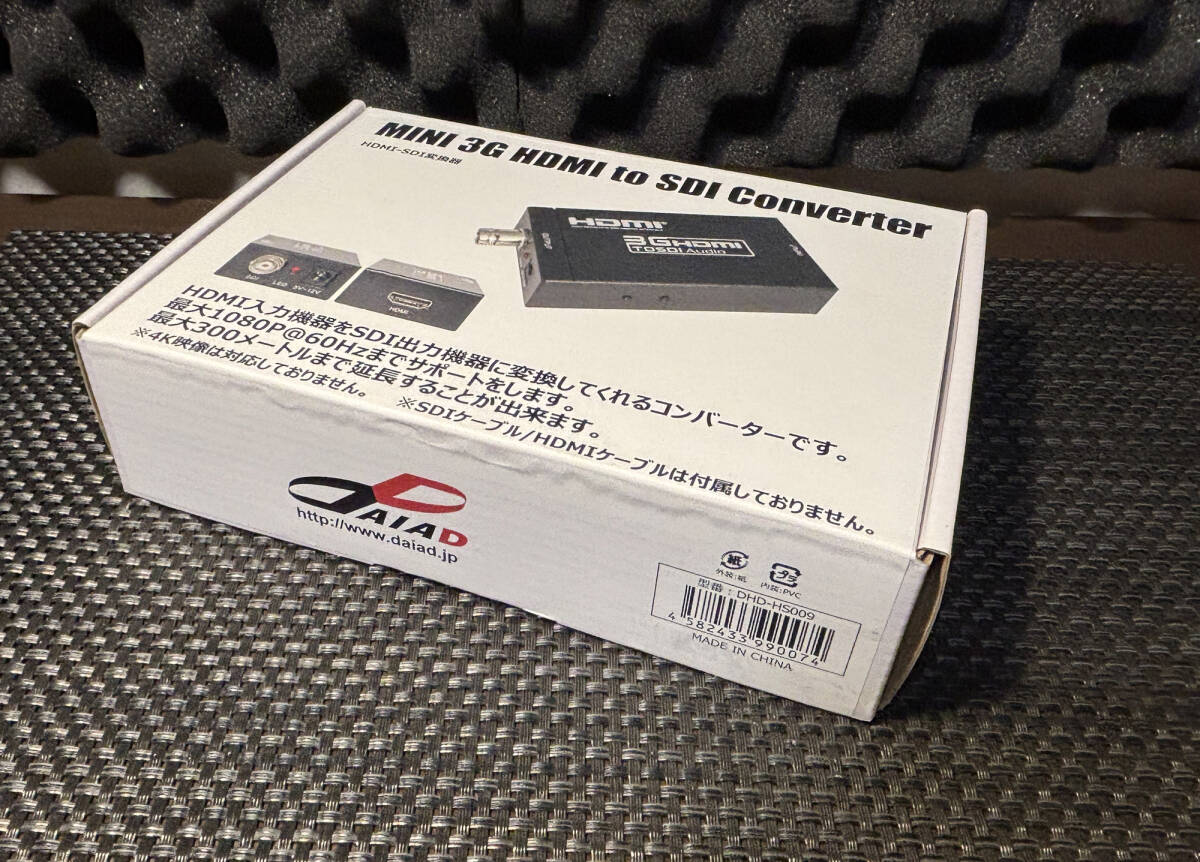 MINI 3G HDMI to SDI Converter
HDMI-SDI変換器
HDMI
3GHDMI
TOSDI Audio
SDI
LED 5V-12V
HDMI
HDMI入力機器をSDI出力機器に変換してくれるコンバーターです。
最大1080P@60Hzまでサポートをします。
最大300メートルまで延長することが出来ます。
※4K映像は対応しておりません。 ※SDIケーブル/HDMIケーブルは付属しておりません。
DAIAD
http://www.daiad.jp
紙 プラ
外装:紙 内装:PVC
型番：DHD-HS009
4 582433 990074
MADE IN CHINA